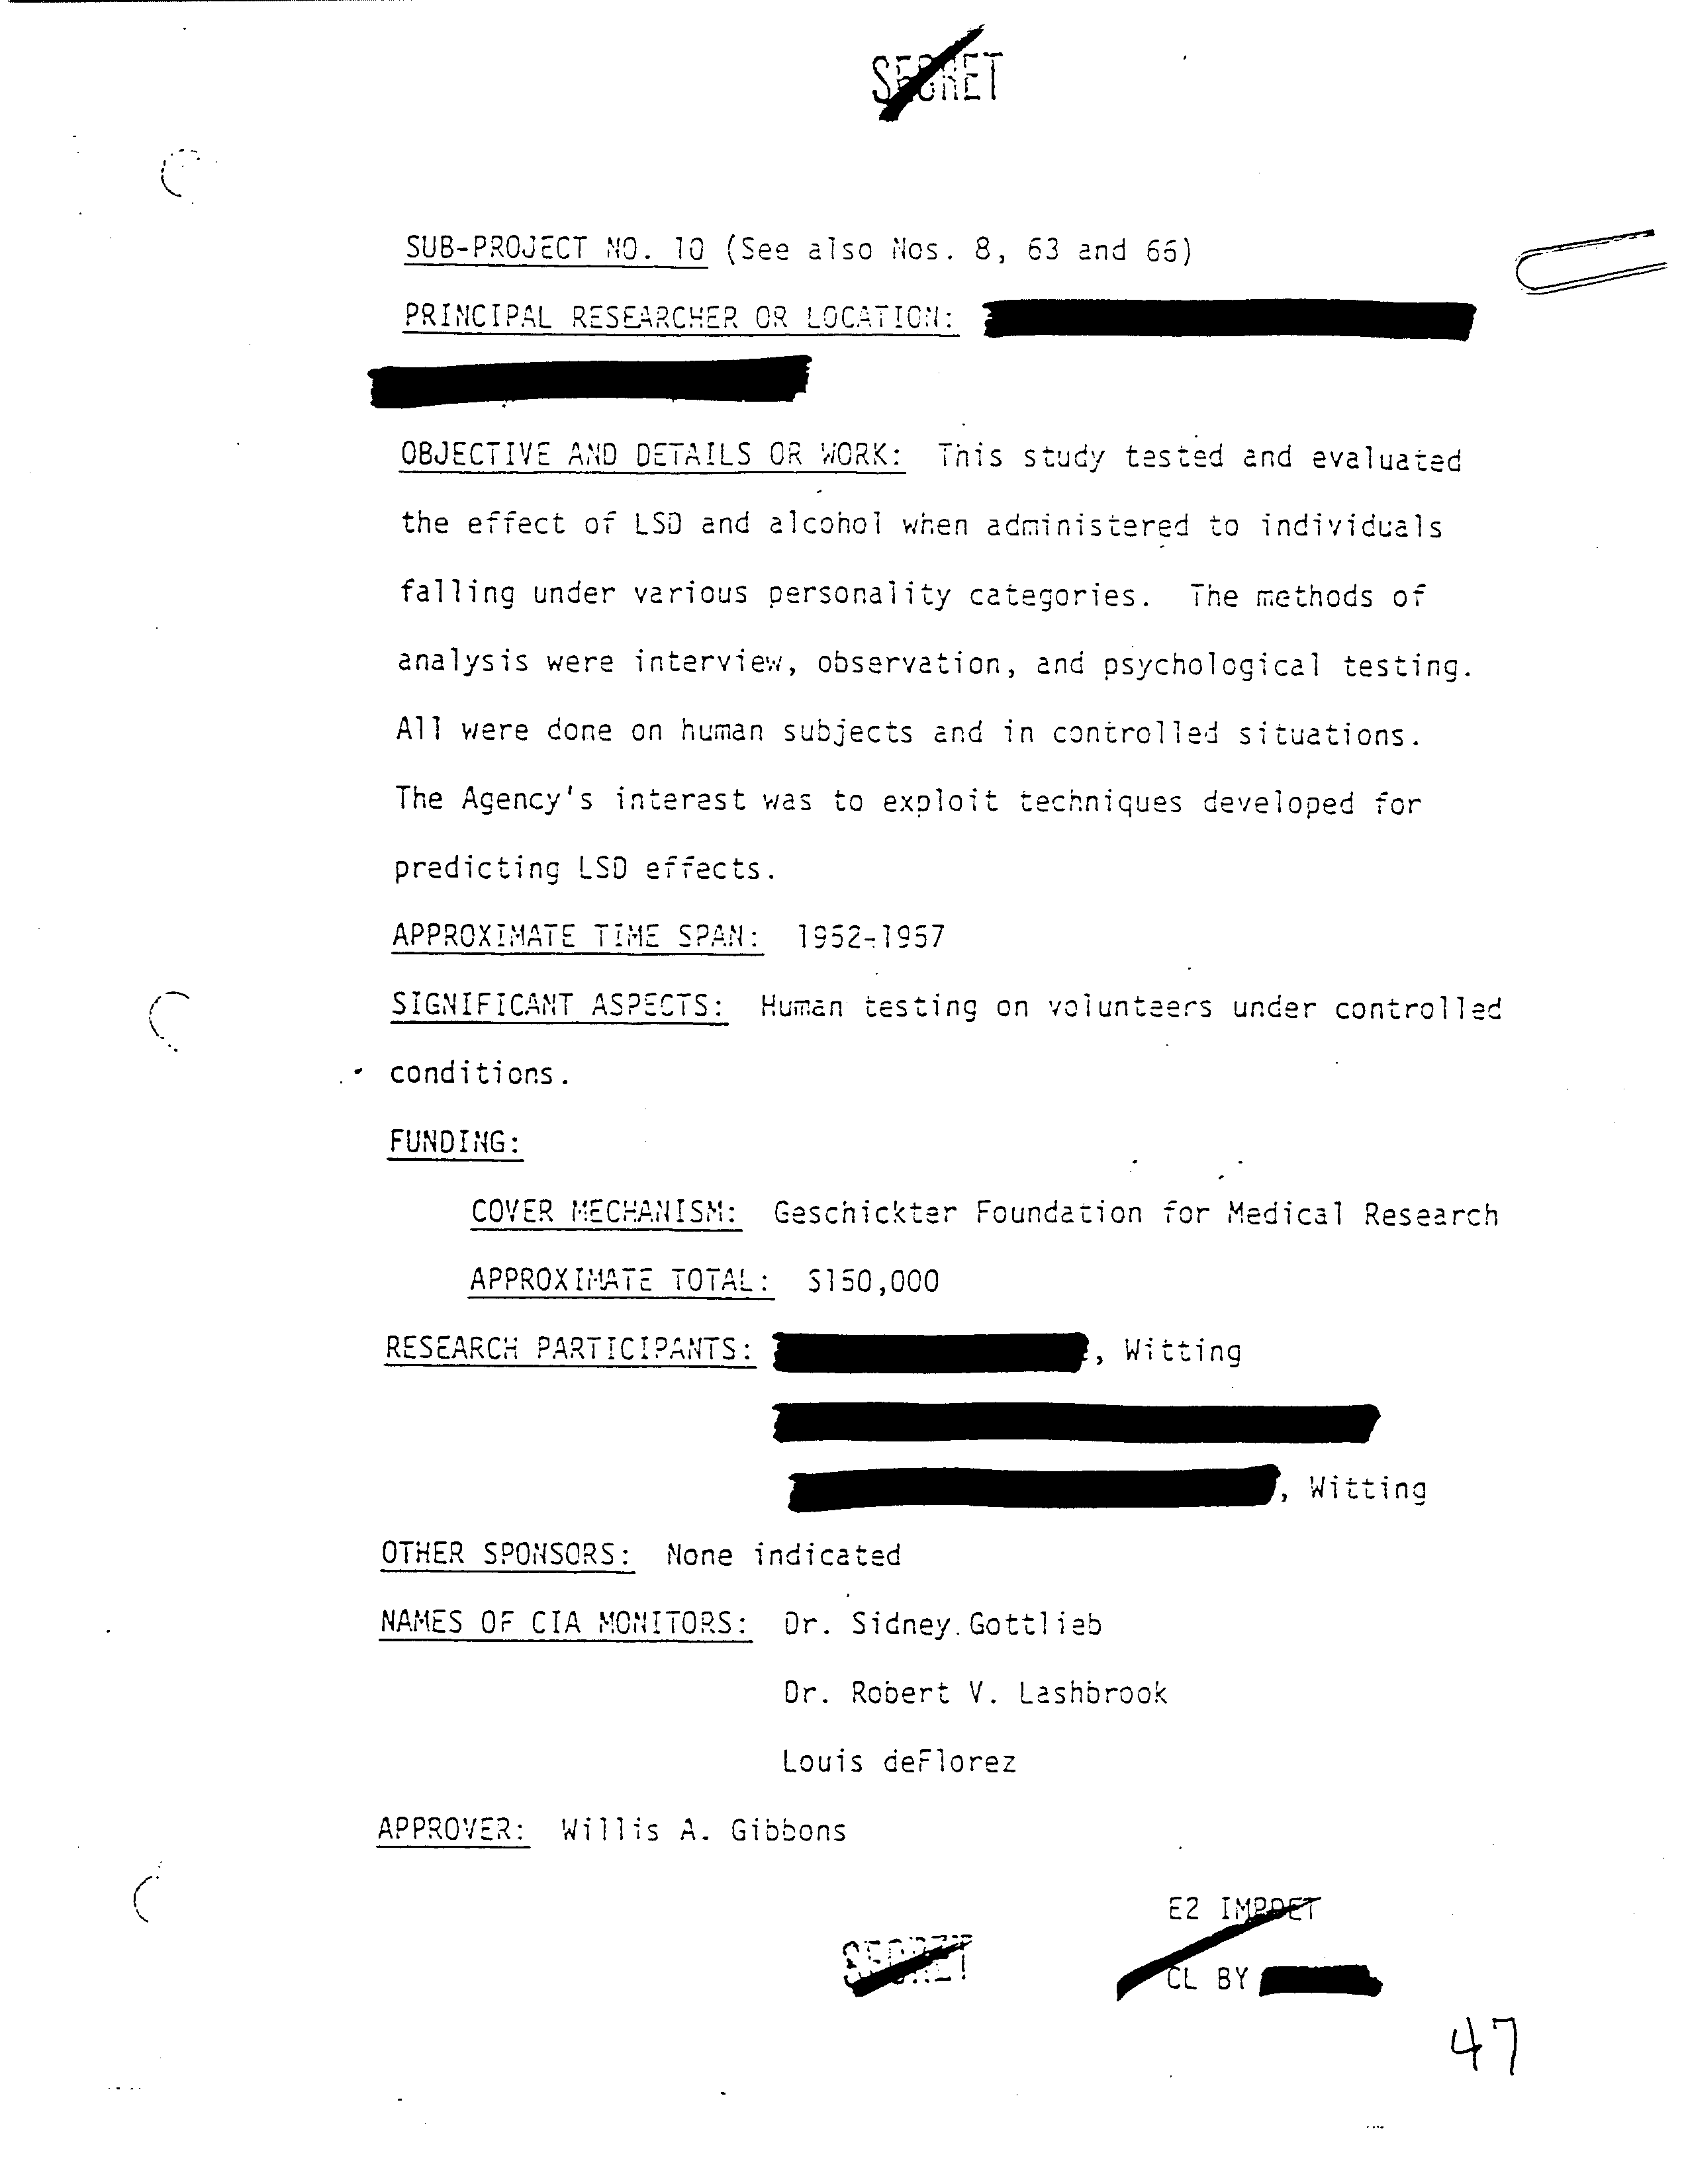 SECRET
SUB-PROJECT NO. 10 (See also Nos. 8, 63 and 66)
PRINCIPAL RESEARCHER OR LOCATION:
OBJECTIVE AND DETAILS OR WORK: This study tested and evaluated
the effect of LSD and alcohol when administered to individuals
falling under various personality categories. The methods of
analysis were interview, observation, and psychological testing.
All were done on human subjects and in controlled situations.
The Agency's interest was to exploit techniques developed for
predicting LSD effects.
APPROXIMATE TIME SPAN: 1952-1957
SIGNIFICANT ASPECTS: Human testing on volunteers under controlled
conditions.
FUNDING:
COVER MECHANISM: Geschickter Foundation for Medical Research
APPROXIMATE TOTAL: $150,000
RESEARCH PARTICIPANTS: , Witting
, Witting
OTHER SPONSORS: None indicated
NAMES OF CIA MONITORS: Dr. Sidney Gottlieb
Dr. Robert V. Lashbrook
Louis deFlorez
APPROVER: Willis A. Gibbons
E2 IMPDET
SECRET
CL BY
47